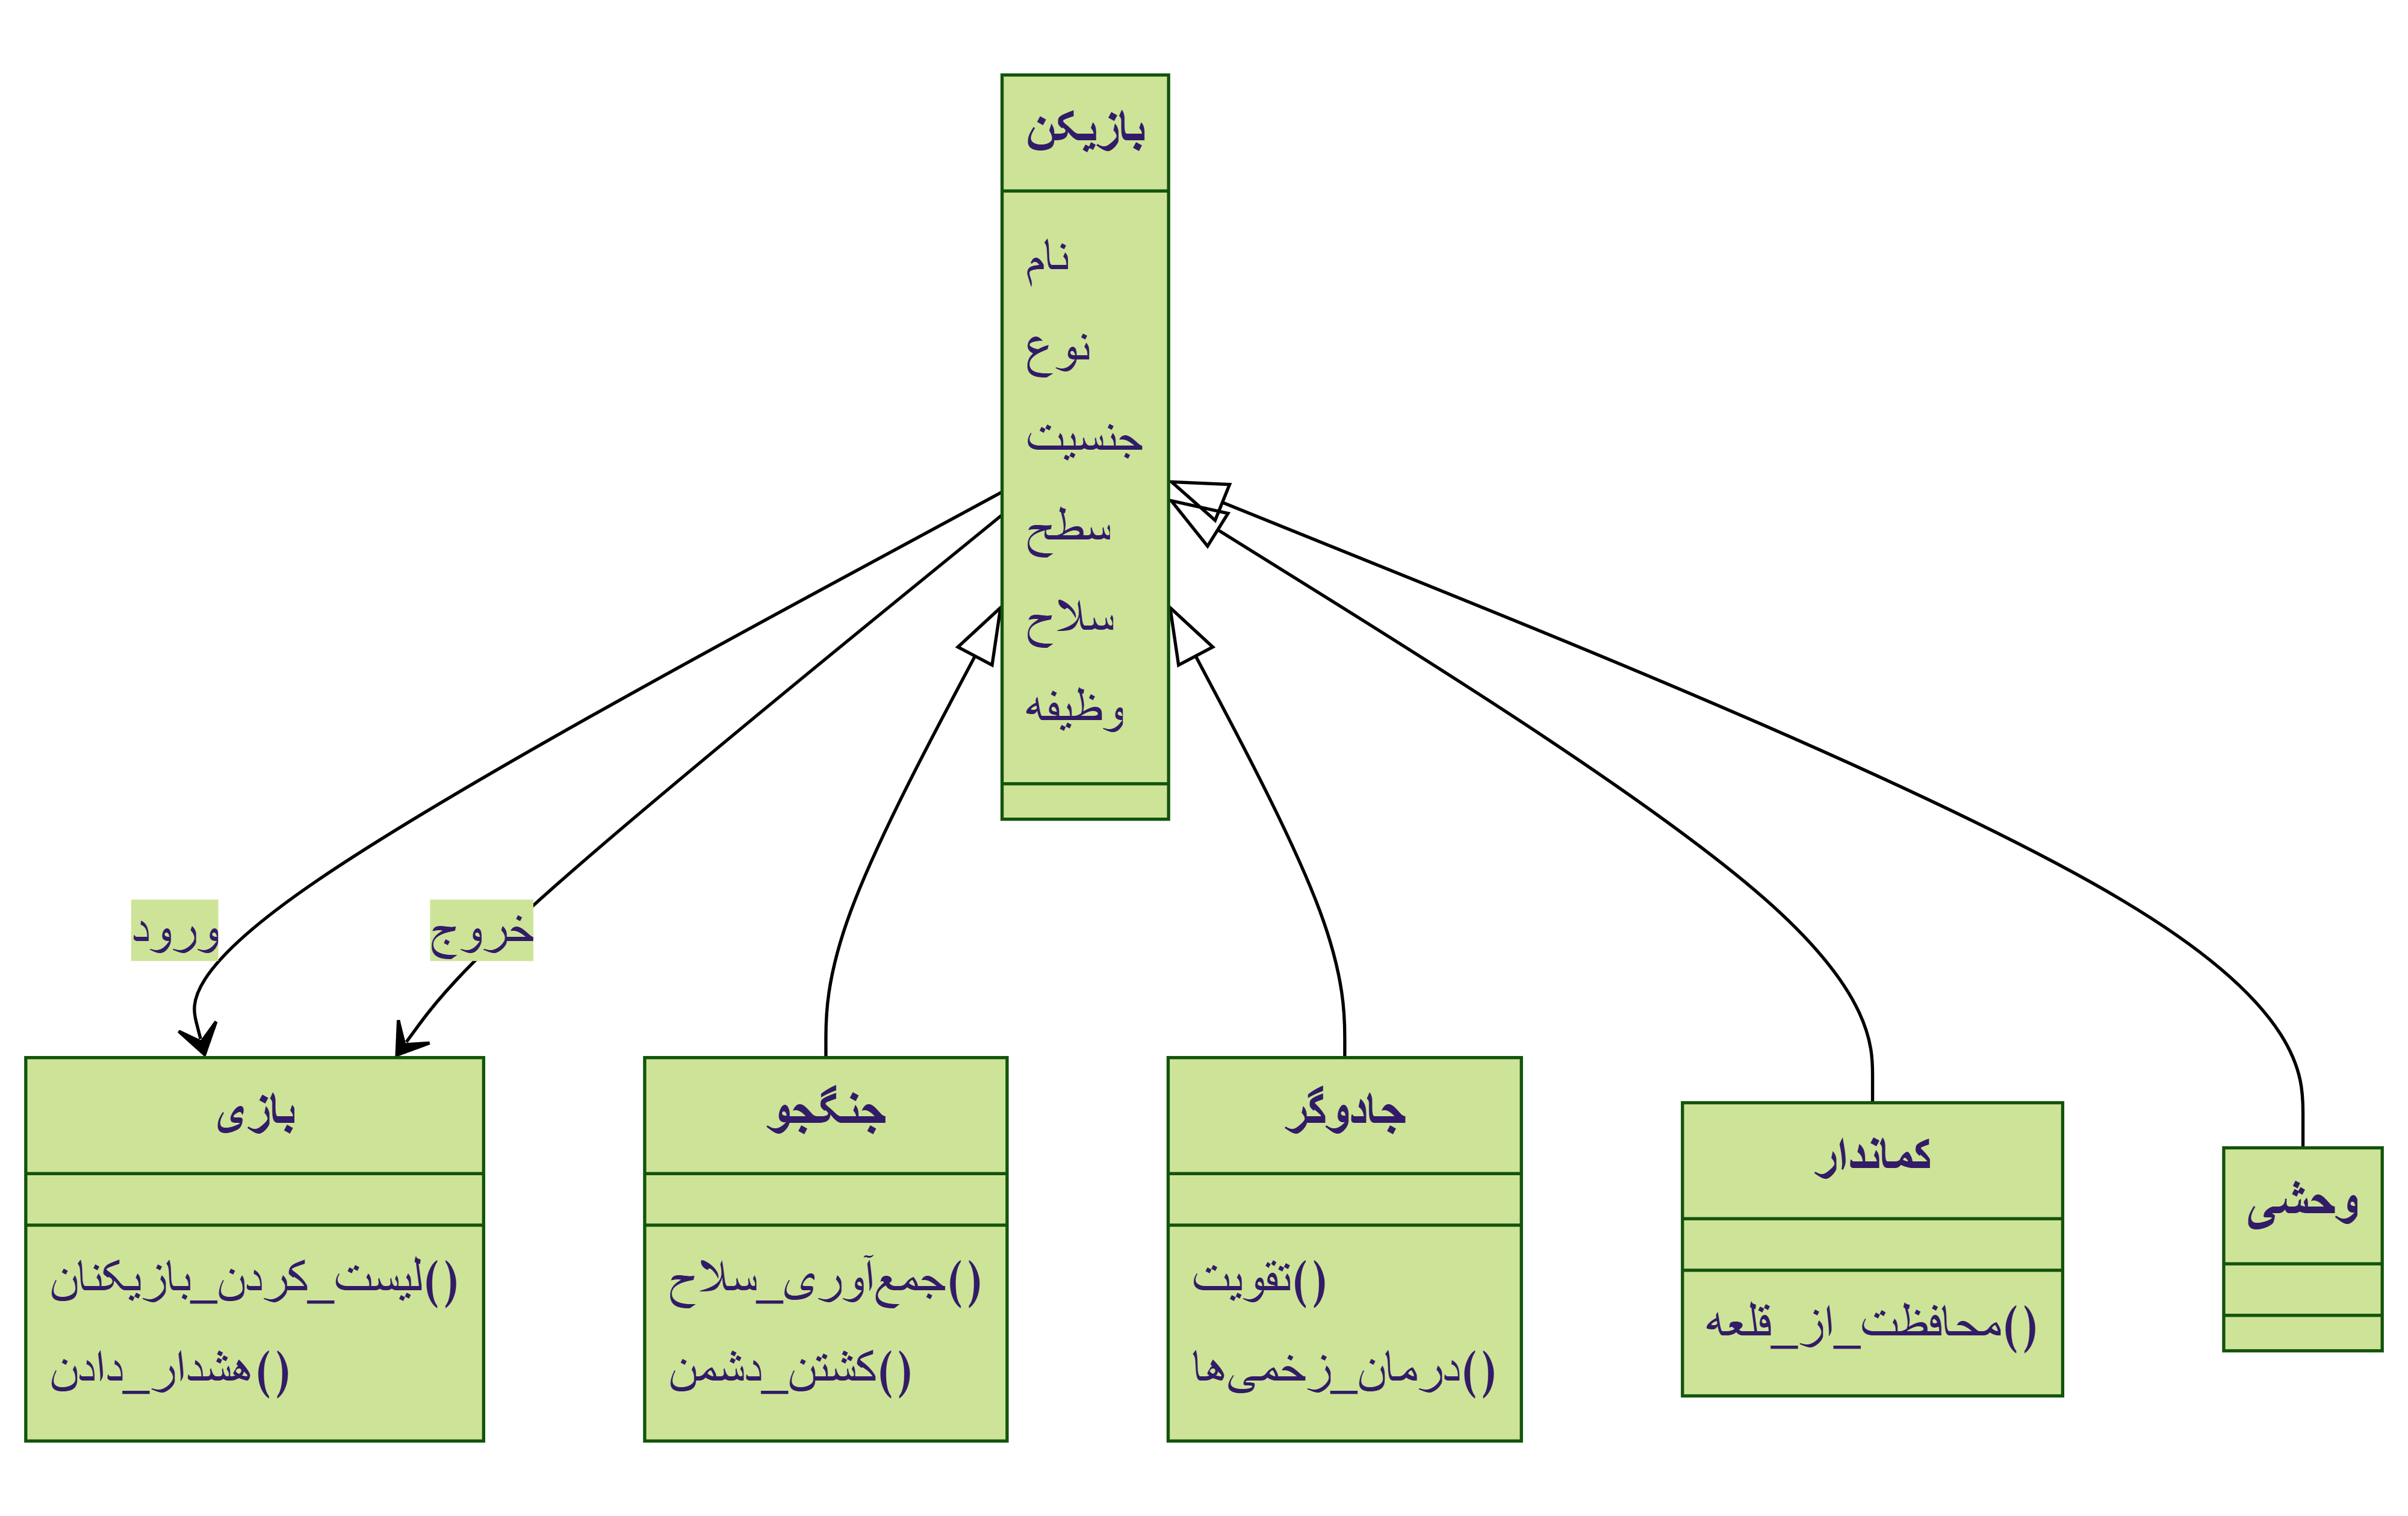 بازیکن
نام
نوع
جنسیت
سطح
سلاح
وظیفه
ورود
خروج
بازی
لیست_کردن_بازیکنان()
هشدار_دادن()
جنگجو
جمع‌آوری_سلاح()
کشتن_دشمن()
جادوگر
تقویت()
درمان_زخمی‌ها()
کماندار
محافظت_از_قلعه()
وحشی